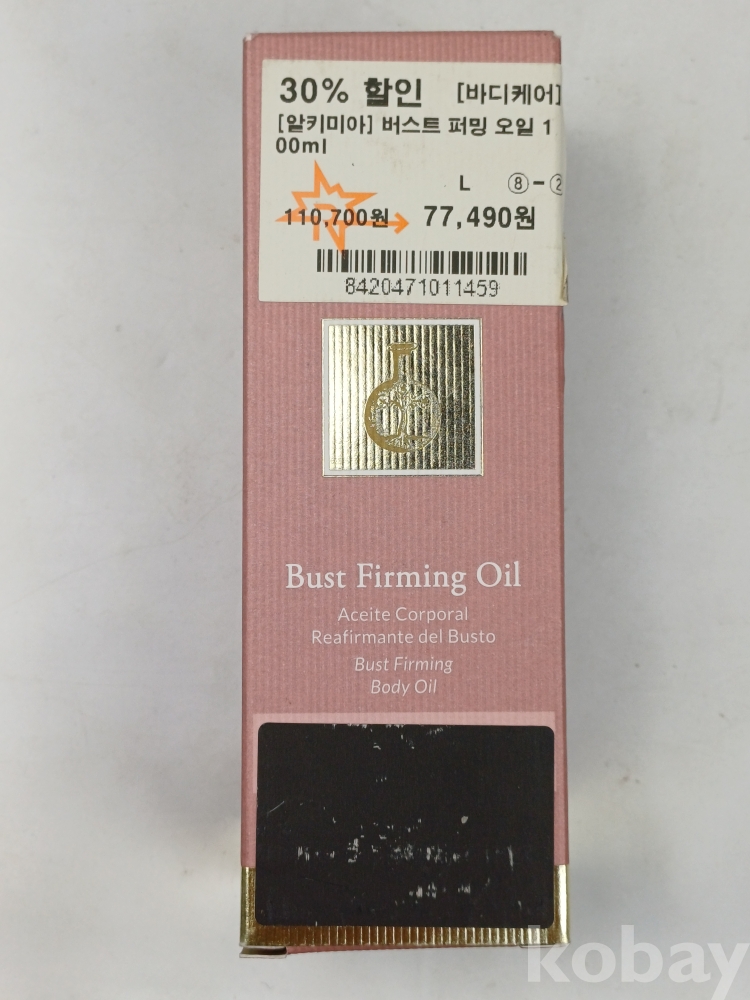 30% 할인 [바디케어]
[알키미아] 버스트 퍼밍 오일 1
00ml
L ⑧-②
110,700원 77,490원
8420471011459
Bust Firming Oil
Aceite Corporal
Reafirmante del Busto
Bust Firming
Body Oil
kobay